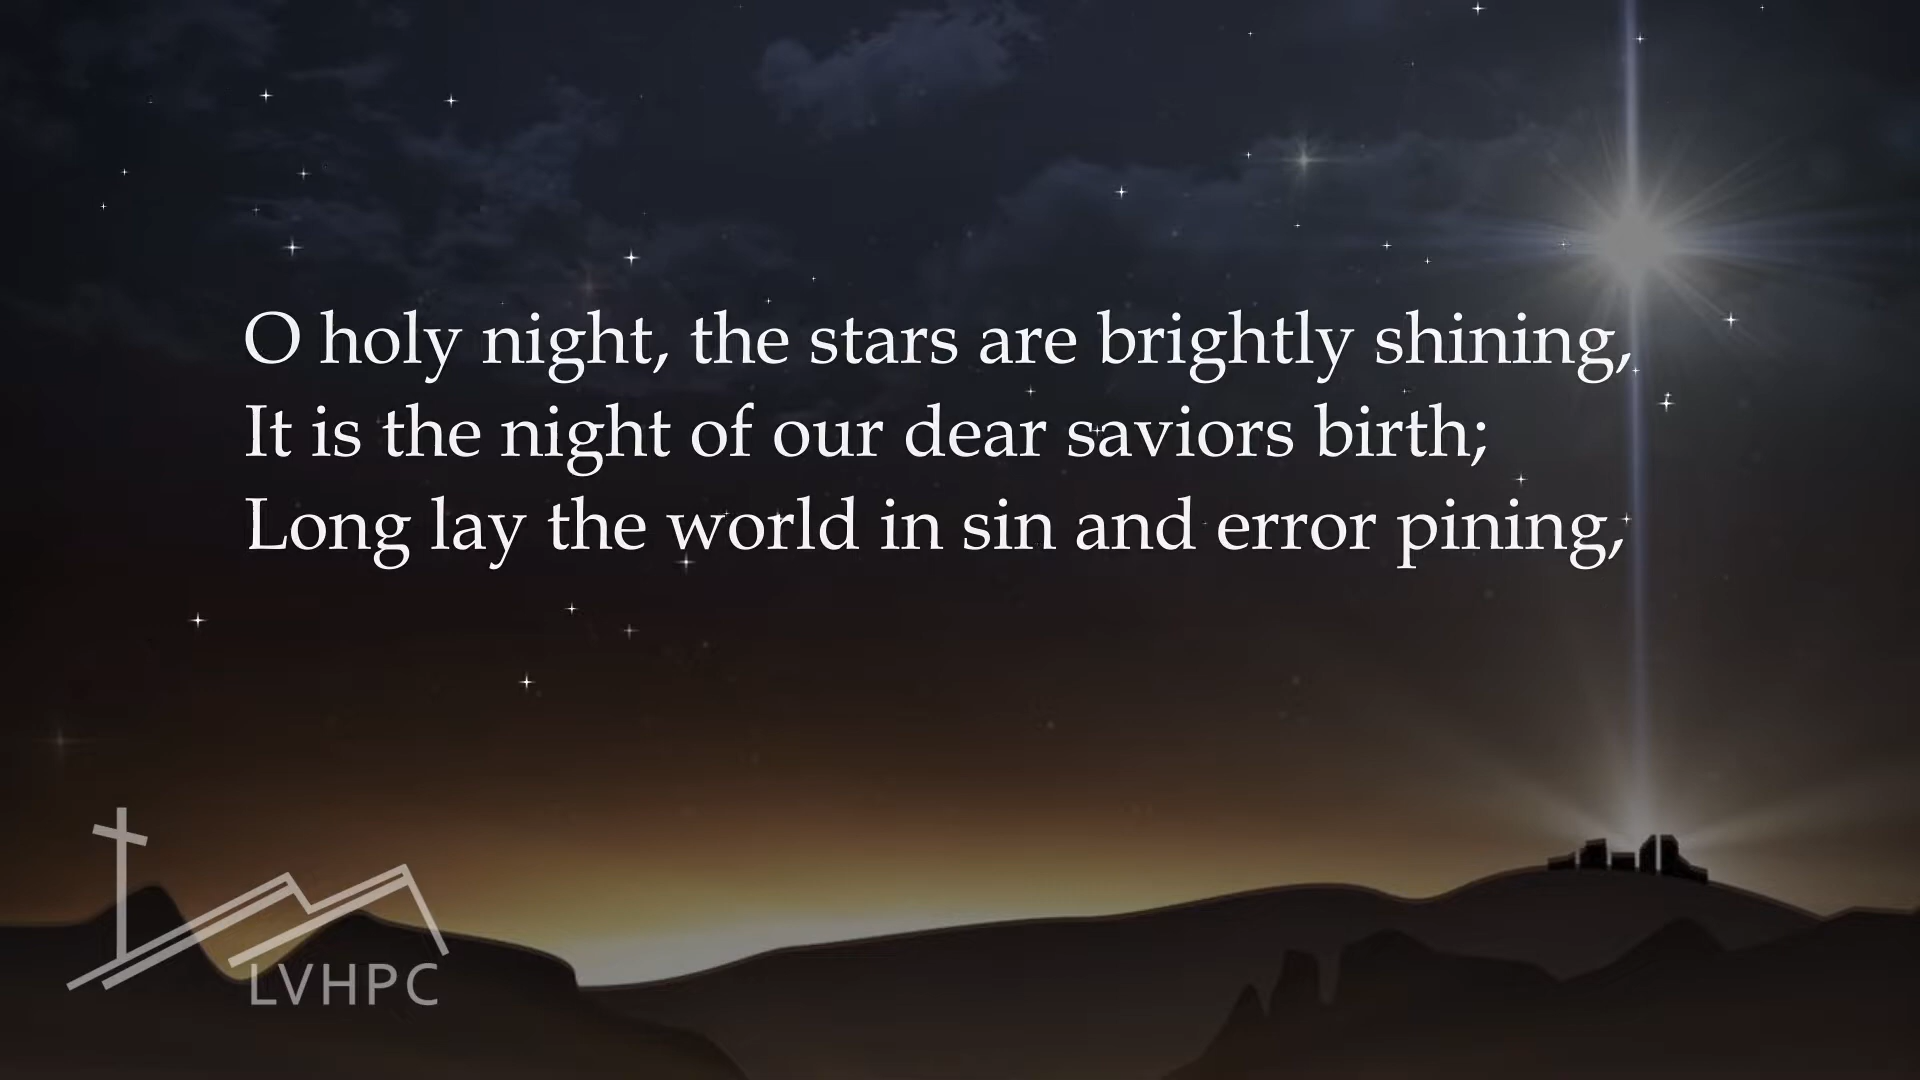 O holy night, the stars are brightly shining,
It is the night of our dear saviors birth;
Long lay the world in sin and error pining,
LVHPC